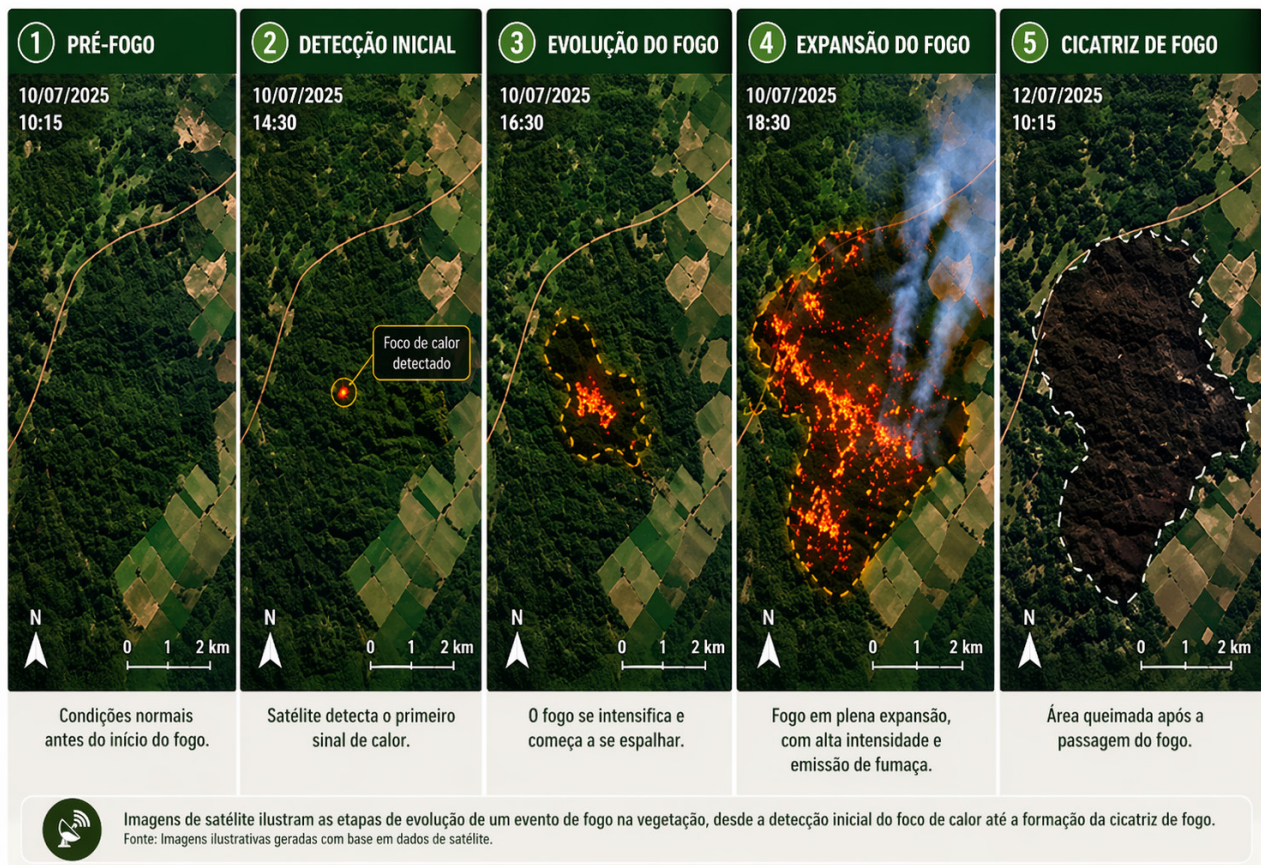 1 PRÉ-FOGO
10/07/2025
10:15
N
0 1 2 km
Condições normais
antes do início do fogo.
2 DETECÇÃO INICIAL
10/07/2025
14:30
Foco de calor
detectado
N
0 1 2 km
Satélite detecta o primeiro
sinal de calor.
3 EVOLUÇÃO DO FOGO
10/07/2025
16:30
N
0 1 2 km
O fogo se intensifica e
começa a se espalhar.
4 EXPANSÃO DO FOGO
10/07/2025
18:30
N
0 1 2 km
Fogo em plena expansão,
com alta intensidade e
emissão de fumaça.
5 CICATRIZ DE FOGO
12/07/2025
10:15
N
0 1 2 km
Área queimada após a
passagem do fogo.
Imagens de satélite ilustram as etapas de evolução de um evento de fogo na vegetação, desde a detecção inicial do foco de calor até a formação da cicatriz de fogo.
Fonte: Imagens ilustrativas geradas com base em dados de satélite.